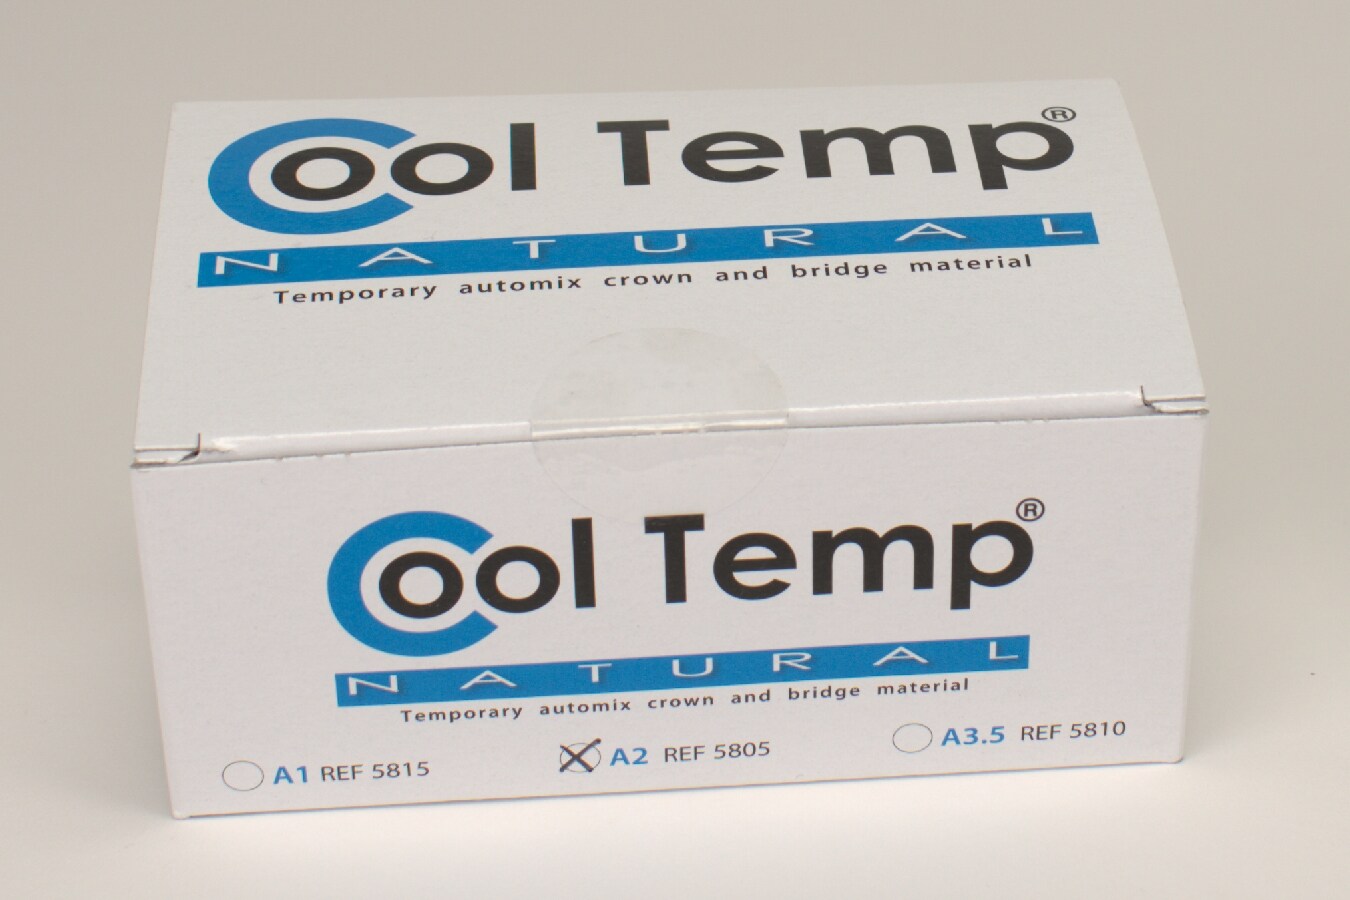 Cool Temp®
NATURAL
Temporary automix crown and bridge material
Cool Temp®
NATURAL
Temporary automix crown and bridge material
A1 REF 5815 A2 REF 5805 A3.5 REF 5810